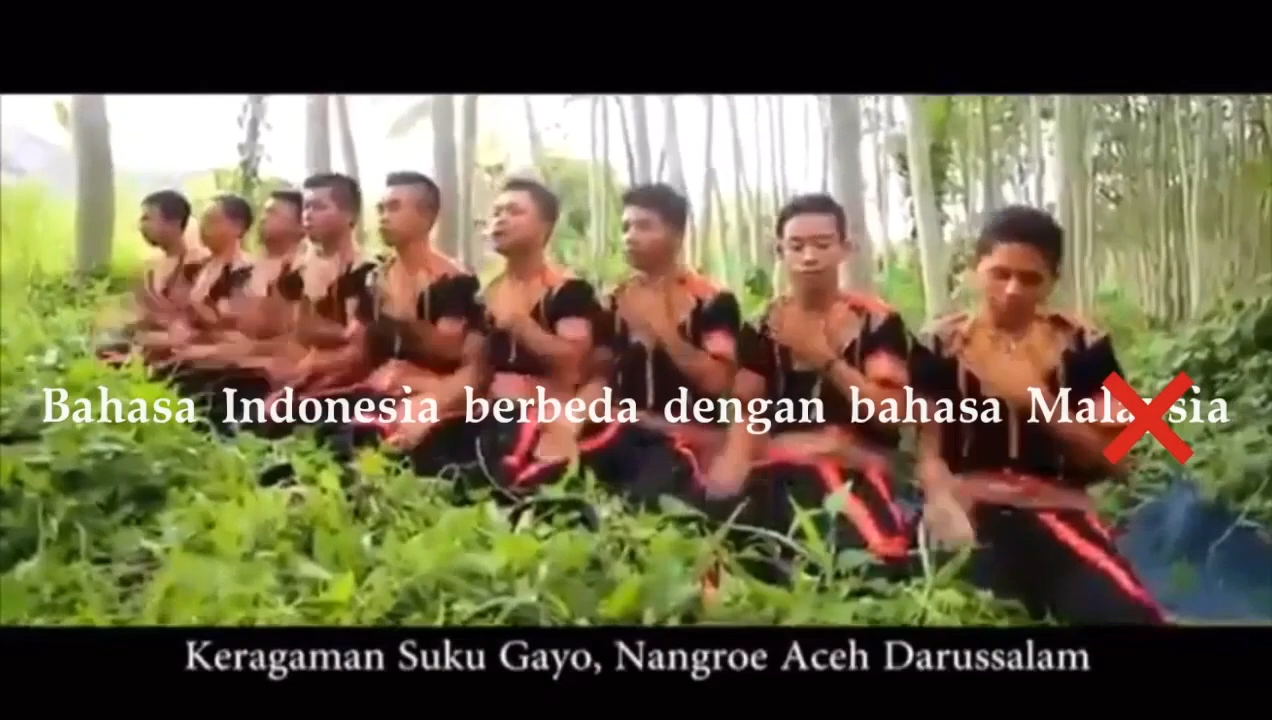 Bahasa Indonesia berbeda dengan bahasa Malaysia
Keragaman Suku Gayo, Nangroe Aceh Darussalam